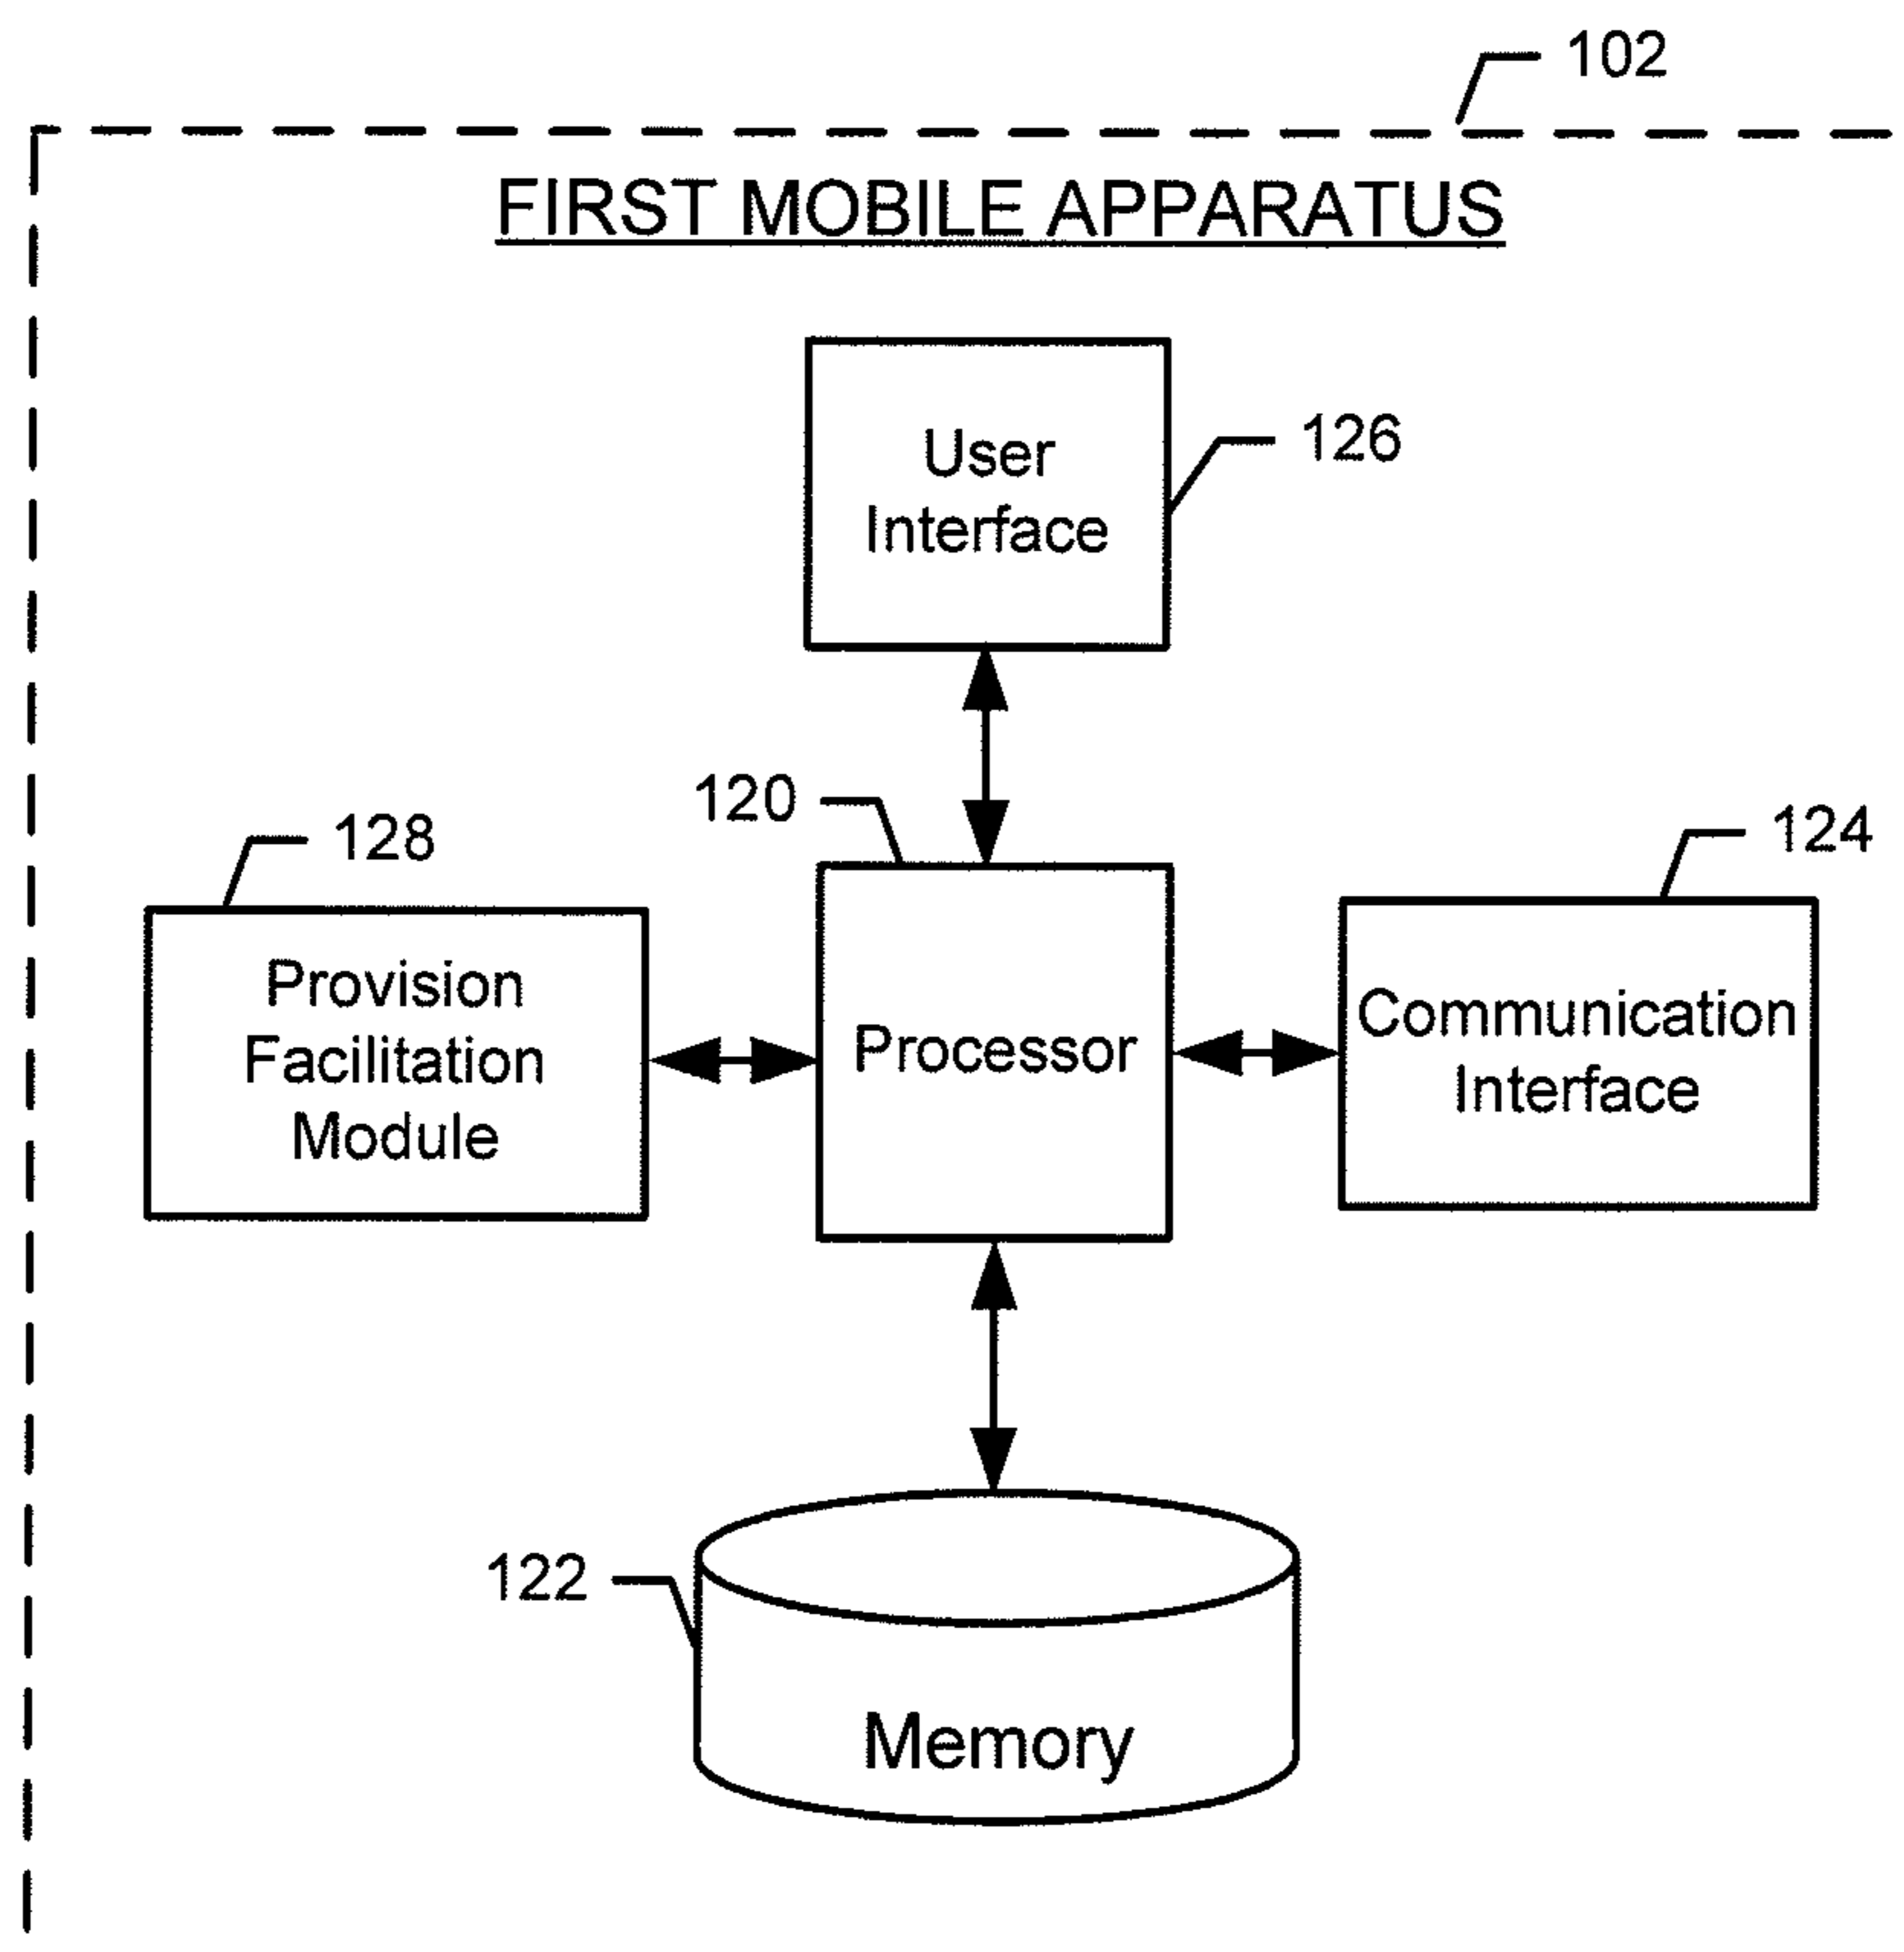 102
FIRST MOBILE APPARATUS
User
Interface
126
120
128
124
Provision
Facilitation
Module
Processor
Communication
Interface
122
Memory